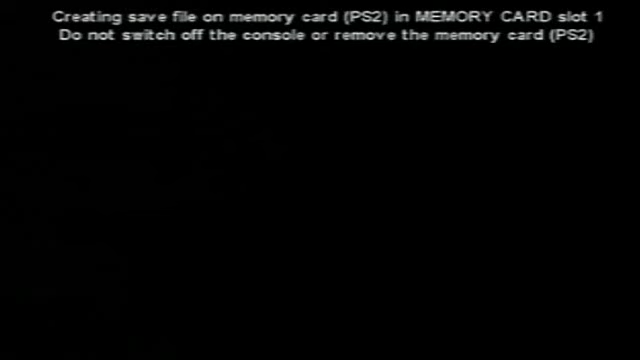 Creating save file on memory card (PS2) in MEMORY CARD slot 1
Do not switch off the console or remove the memory card (PS2)